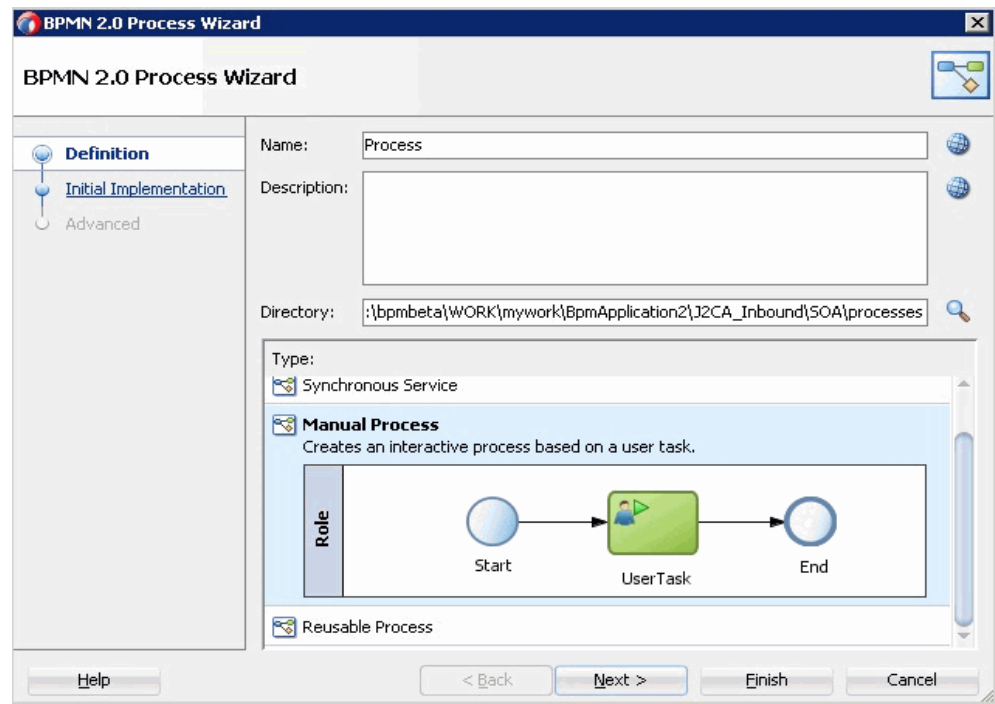 BPMN 2.0 Process Wizard
BPMN 2.0 Process Wizard
Definition
Initial Implementation
Advanced
Name: Process
Description:
Directory: :\bpmbeta\WORK\mywork\BpmApplication2\J2CA_Inbound\SOA\processes
Type:
Synchronous Service
Manual Process
Creates an interactive process based on a user task.
Role
Start
UserTask
End
Reusable Process
Help
< Back
Next >
Finish
Cancel